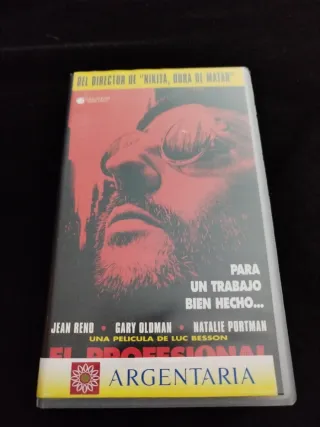 DEL DIRECTOR DE "NIKITA, DURA DE MATAR"
PARA
UN TRABAJO
BIEN HECHO...
JEAN RENO • GARY OLDMAN • NATALIE PORTMAN
UNA PELICULA DE LUC BESSON
EL PROFESIONAL
ARGENTARIA